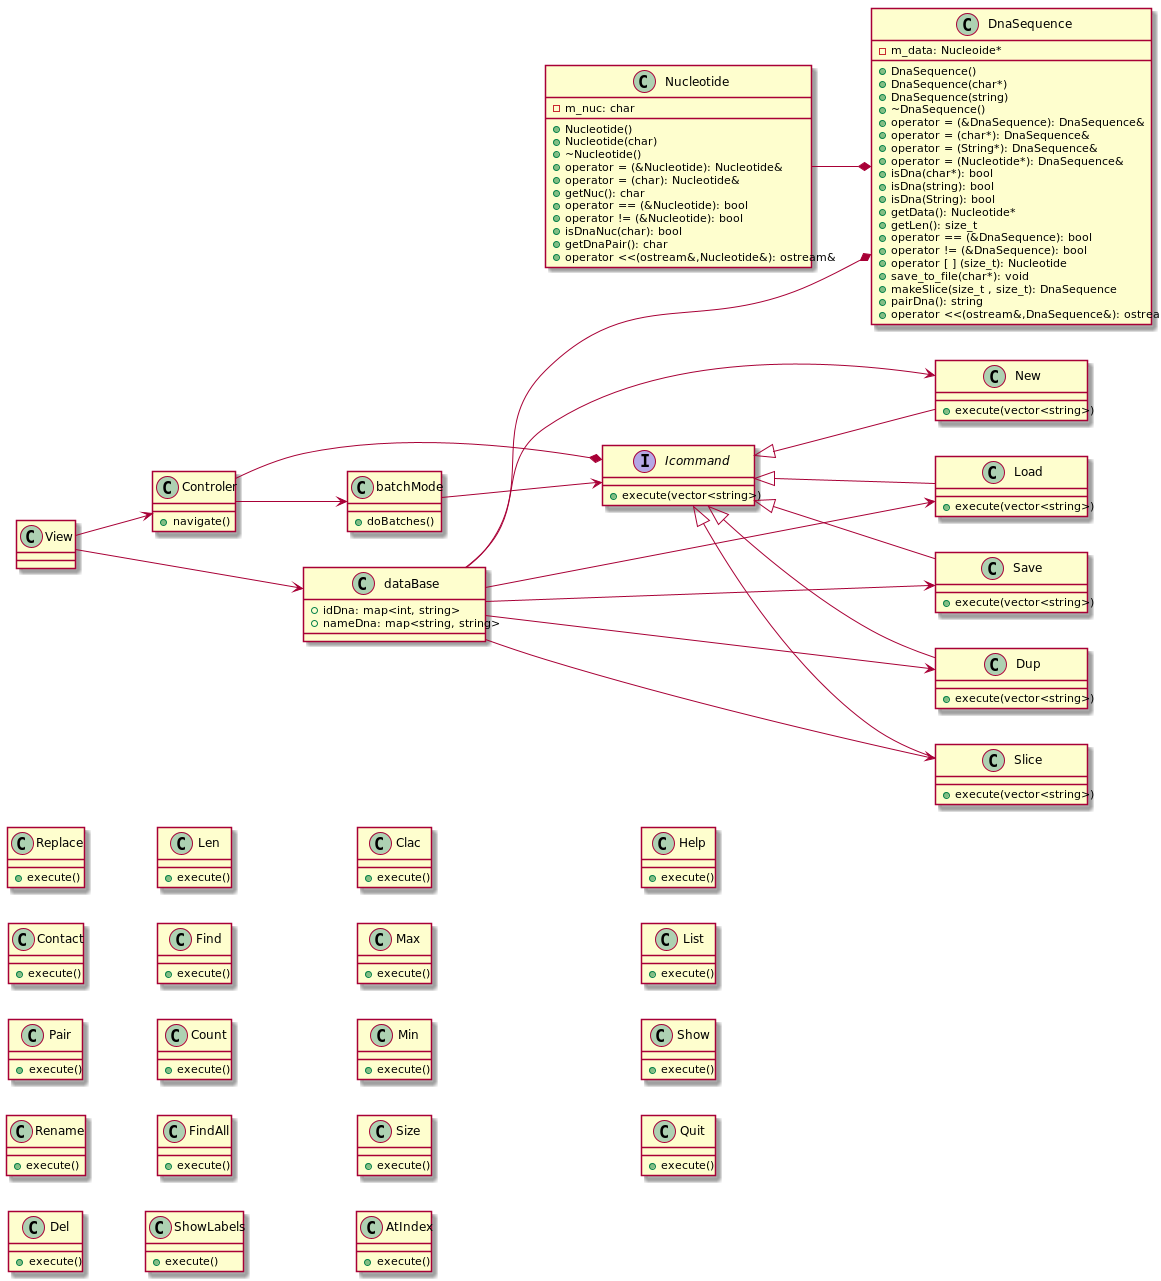 C DnaSequence
m_data: Nucleoide*
DnaSequence()
DnaSequence(char*)
DnaSequence(string)
~DnaSequence()
operator = (&DnaSequence): DnaSequence&
operator = (char*): DnaSequence&
operator = (String*): DnaSequence&
operator = (Nucleotide*): DnaSequence&
isDna(char*): bool
isDna(string): bool
isDna(String): bool
getData(): Nucleotide*
getLen(): size_t
operator == (&DnaSequence): bool
operator != (&DnaSequence): bool
operator [ ] (size_t): Nucleotide
save_to_file(char*): void
makeSlice(size_t , size_t): DnaSequence
pairDna(): string
operator <<(ostream&,DnaSequence&): ostrea
C Nucleotide
m_nuc: char
Nucleotide()
Nucleotide(char)
~Nucleotide()
operator = (&Nucleotide): Nucleotide&
operator = (char): Nucleotide&
getNuc(): char
operator == (&Nucleotide): bool
operator != (&Nucleotide): bool
isDnaNuc(char): bool
getDnaPair(): char
operator <<(ostream&,Nucleotide&): ostream&
C New
execute(vector<string>)
I Icommand
execute(vector<string>)
C Load
execute(vector<string>)
C Controler
navigate()
C batchMode
doBatches()
C View
C dataBase
idDna: map<int, string>
nameDna: map<string, string>
C Save
execute(vector<string>)
C Dup
execute(vector<string>)
C Slice
execute(vector<string>)
C Replace
execute()
C Len
execute()
C Clac
execute()
C Help
execute()
C Contact
execute()
C Find
execute()
C Max
execute()
C List
execute()
C Pair
execute()
C Count
execute()
C Min
execute()
C Show
execute()
C Rename
execute()
C FindAll
execute()
C Size
execute()
C Quit
execute()
C Del
execute()
C ShowLabels
execute()
C AtIndex
execute()